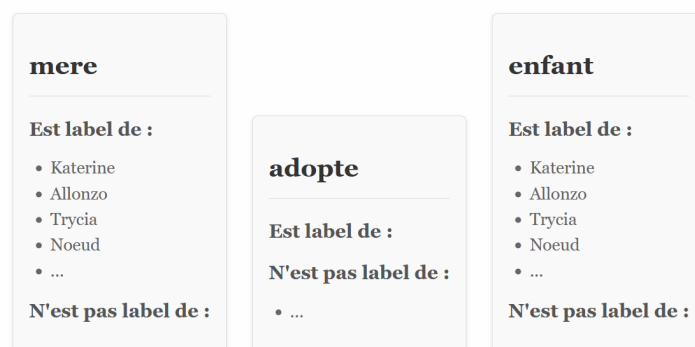 mere
Est label de :
Katerine
Allonzo
Trycia
Noeud
...
N'est pas label de :
adopte
Est label de :
N'est pas label de :
...
enfant
Est label de :
Katerine
Allonzo
Trycia
Noeud
...
N'est pas label de :